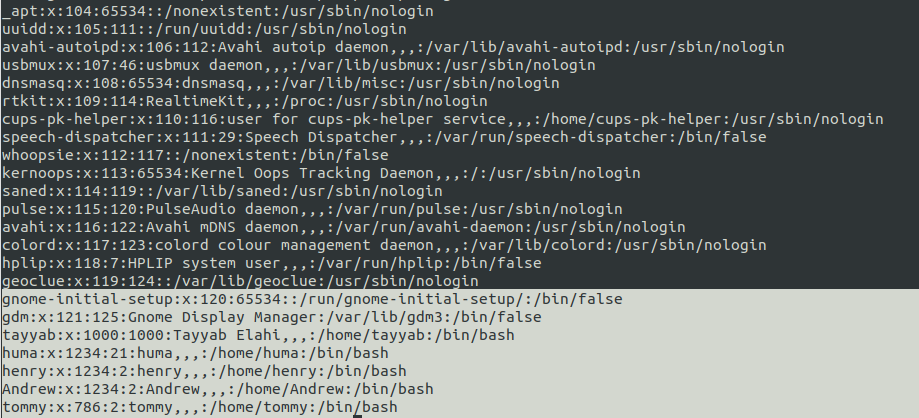 _apt:x:104:65534::/nonexistent:/usr/sbin/nologin
uuidd:x:105:111::/run/uuidd:/usr/sbin/nologin
avahi-autoipd:x:106:112:Avahi autoip daemon,,,:/var/lib/avahi-autoipd:/usr/sbin/nologin
usbmux:x:107:46:usbmux daemon,,,:/var/lib/usbmux:/usr/sbin/nologin
dnsmasq:x:108:65534:dnsmasq,,,:/var/lib/misc:/usr/sbin/nologin
rtkit:x:109:114:RealtimeKit,,,:/proc:/usr/sbin/nologin
cups-pk-helper:x:110:116:user for cups-pk-helper service,,,:/home/cups-pk-helper:/usr/sbin/nologin
speech-dispatcher:x:111:29:Speech Dispatcher,,,:/var/run/speech-dispatcher:/bin/false
whoopsie:x:112:117::/nonexistent:/bin/false
kernoops:x:113:65534:Kernel Oops Tracking Daemon,,,:/:/usr/sbin/nologin
saned:x:114:119::/var/lib/saned:/usr/sbin/nologin
pulse:x:115:120:PulseAudio daemon,,,:/var/run/pulse:/usr/sbin/nologin
avahi:x:116:122:Avahi mDNS daemon,,,:/var/run/avahi-daemon:/usr/sbin/nologin
colord:x:117:123:colord colour management daemon,,,:/var/lib/colord:/usr/sbin/nologin
hplip:x:118:7:HPLIP system user,,,:/var/run/hplip:/bin/false
geoclue:x:119:124::/var/lib/geoclue:/usr/sbin/nologin
gnome-initial-setup:x:120:65534::/run/gnome-initial-setup/:/bin/false
gdm:x:121:125:Gnome Display Manager:/var/lib/gdm3:/bin/false
tayyab:x:1000:1000:Tayyab Elahi,,,:/home/tayyab:/bin/bash
huma:x:1234:21:huma,,,:/home/huma:/bin/bash
henry:x:1234:2:henry,,,:/home/henry:/bin/bash
Andrew:x:1234:2:Andrew,,,:/home/Andrew:/bin/bash
tommy:x:786:2:tommy,,,:/home/tommy:/bin/bash